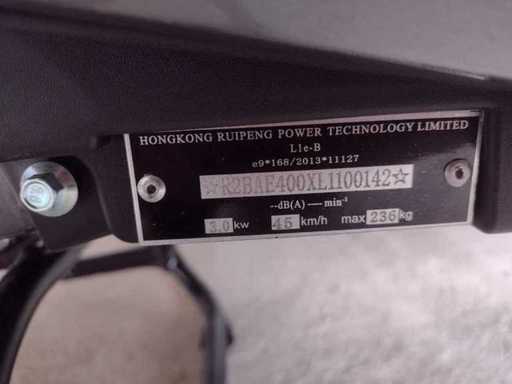 HONGKONG RUIPENG POWER TECHNOLOGY LIMITED
L1e-B
e9*168/2013*11127
☆R2BAE400XL1100142☆
--dB(A) — min⁻¹
3.0 kw 45 km/h max 236 kg